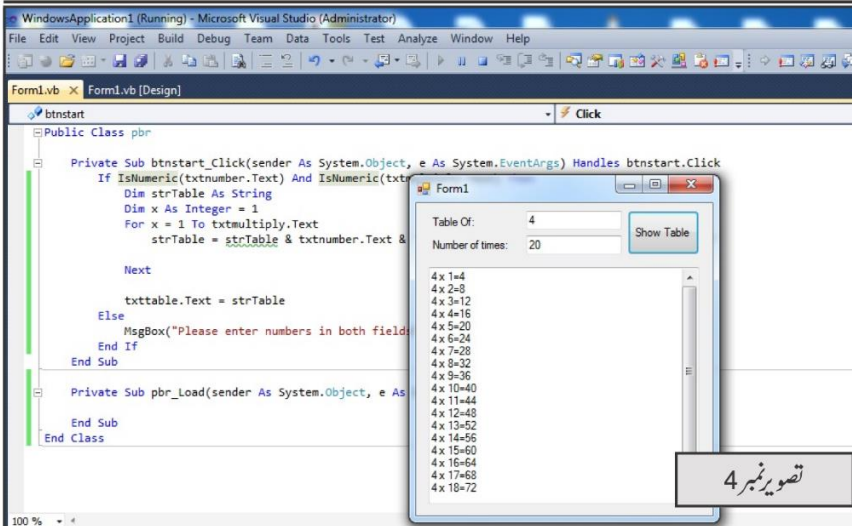 WindowsApplication1 (Running) - Microsoft Visual Studio (Administrator)
File Edit View Project Build Debug Team Data Tools Test Analyze Window Help
Form1.vb Form1.vb [Design]
btnstart Click
Public Class pbr
Private Sub btnstart_Click(sender As System.Object, e As System.EventArgs) Handles btnstart.Click
If IsNumeric(txtnumber.Text) And IsNumeric(
Dim strTable As String
Dim x As Integer = 1
For x = 1 To txtmultiply.Text
strTable = strTable & txtnumber.Text &
Next
txttable.Text = strTable
Else
MsgBox("Please enter numbers in both field
End If
End Sub
Private Sub pbr_Load(sender As System.Object, e As
End Sub
End Class
100 %
Form1
Table Of: 4
Number of times: 20
Show Table
4 x 1=4
4 x 2=8
4 x 3=12
4 x 4=16
4 x 5=20
4 x 6=24
4 x 7=28
4 x 8=32
4 x 9=36
4 x 10=40
4 x 11=44
4 x 12=48
4 x 13=52
4 x 14=56
4 x 15=60
4 x 16=64
4 x 17=68
4 x 18=72
تصویر نمبر 4